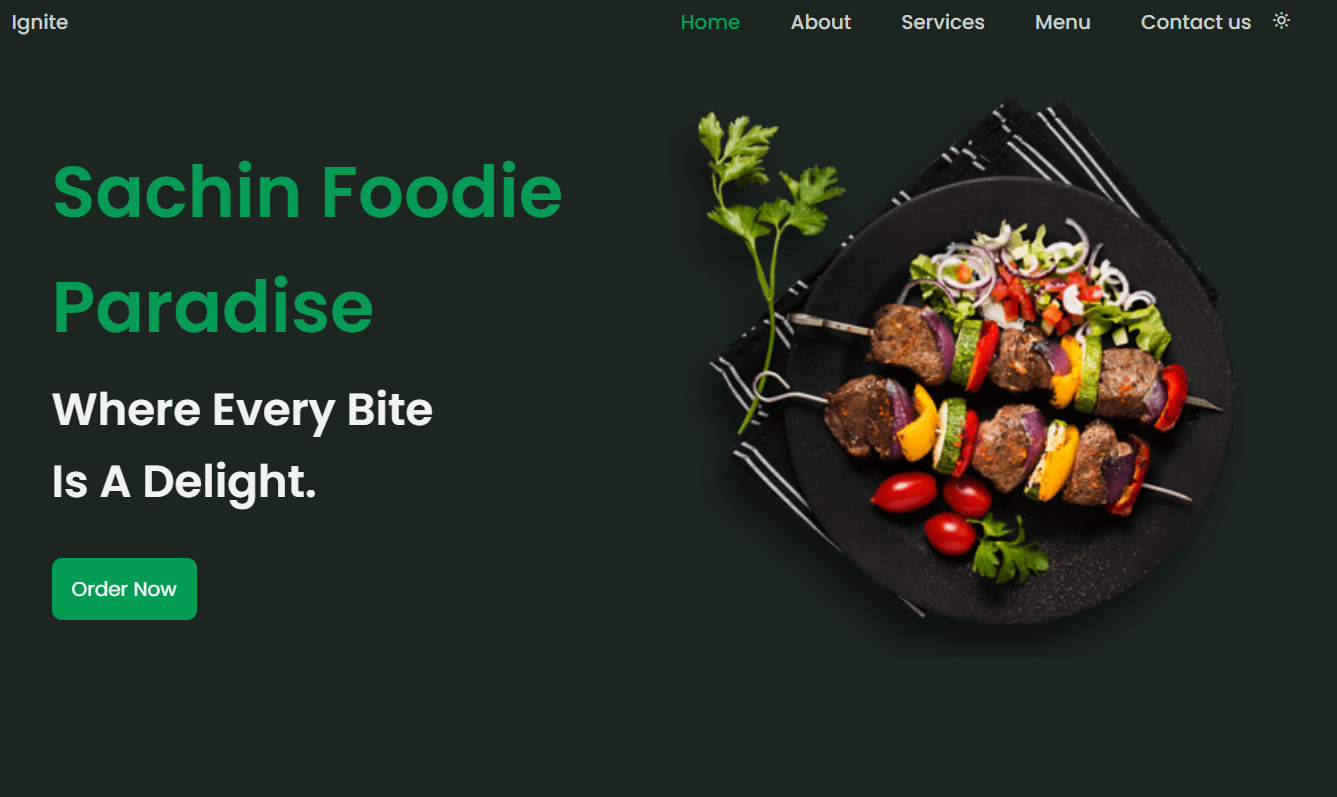 Ignite
Home About Services Menu Contact us
Sachin Foodie
Paradise
Where Every Bite
Is A Delight.
Order Now